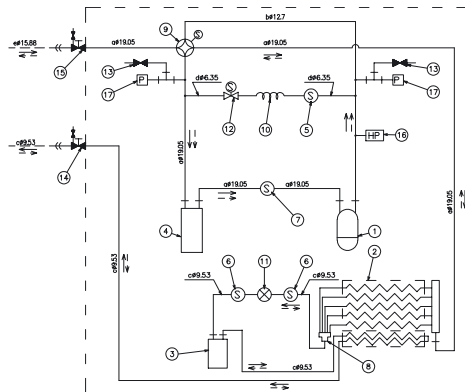 b⌀12.7
9
S
e⌀15.88
a⌀19.05
a⌀19.05
15
13
13
P
P
17
17
d⌀6.35
d⌀6.35
S
S
12
10
5
HP
16
c⌀9.53
14
a⌀19.05
a⌀19.05
a⌀19.05
S
a⌀19.05
4
7
1
6
11
6
2
c⌀9.53
S
S
c⌀9.53
c⌀9.53
3
8
c⌀9.53